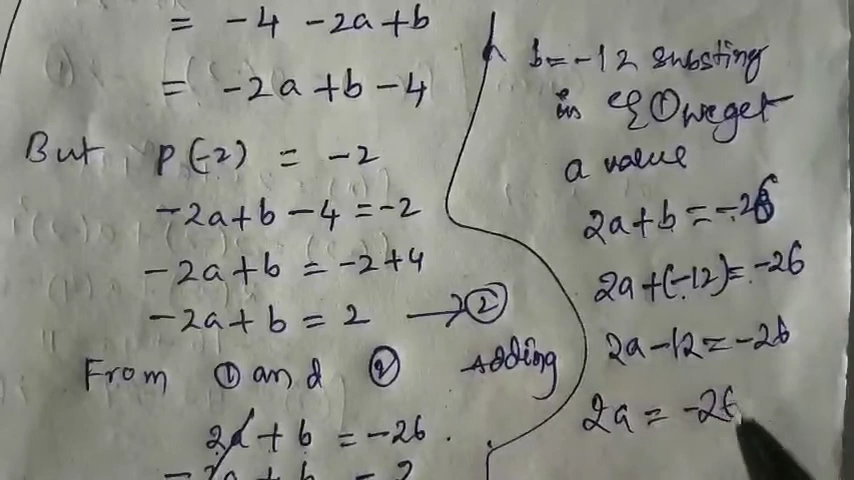 = -4 -2a+b
= -2a+b-4
But P(-2) = -2
-2a+b-4=-2
-2a+b = -2+4
-2a+b = 2 → ②
From ① and ② Adding
2a + b = -26.
-2a + b = 2
b=-12 substing
in Eq ① we get
a value
2a+b = -26
2a+(-12)=-26
2a-12=-26
2a = -26